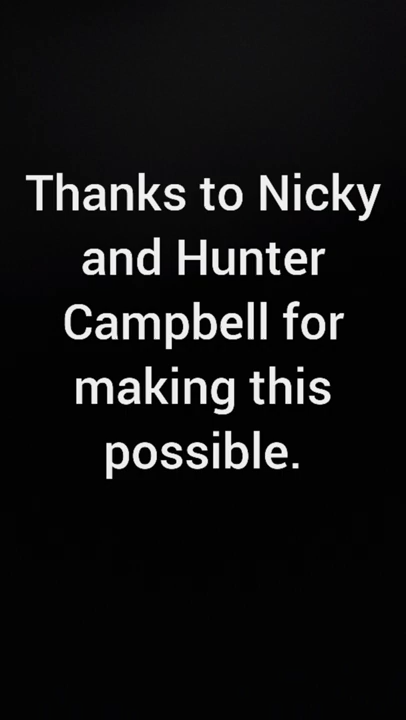 Thanks to Nicky
and Hunter
Campbell for
making this
possible.